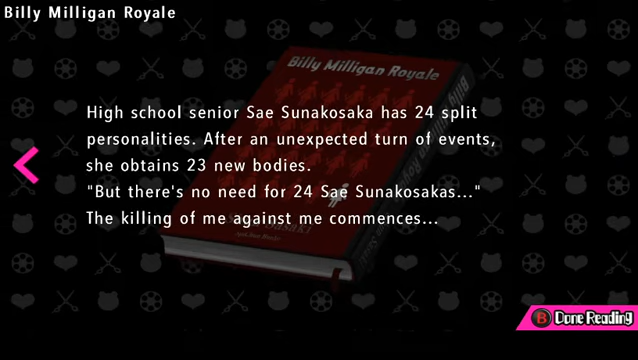 Billy Milligan Royale
Billy Milligan Royale
High school senior Sae Sunakosaka has 24 split
personalities. After an unexpected turn of events,
she obtains 23 new bodies.
"But there's no need for 24 Sae Sunakosakas..."
The killing of me against me commences...
Sasaki
B Done Reading